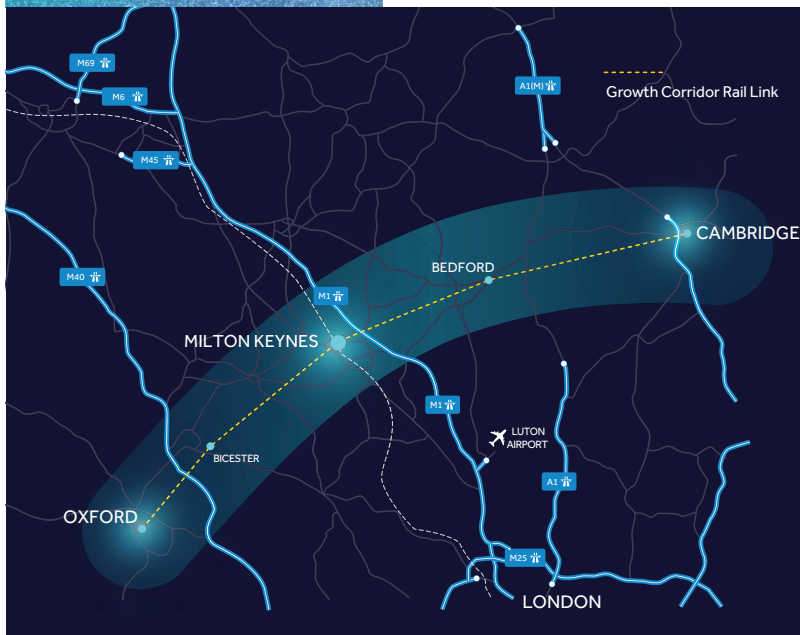 M69
M6
A1(M)
Growth Corridor Rail Link
M45
CAMBRIDGE
M40
BEDFORD
M1
MILTON KEYNES
M1
LUTON
AIRPORT
BICESTER
A1
OXFORD
M25
LONDON